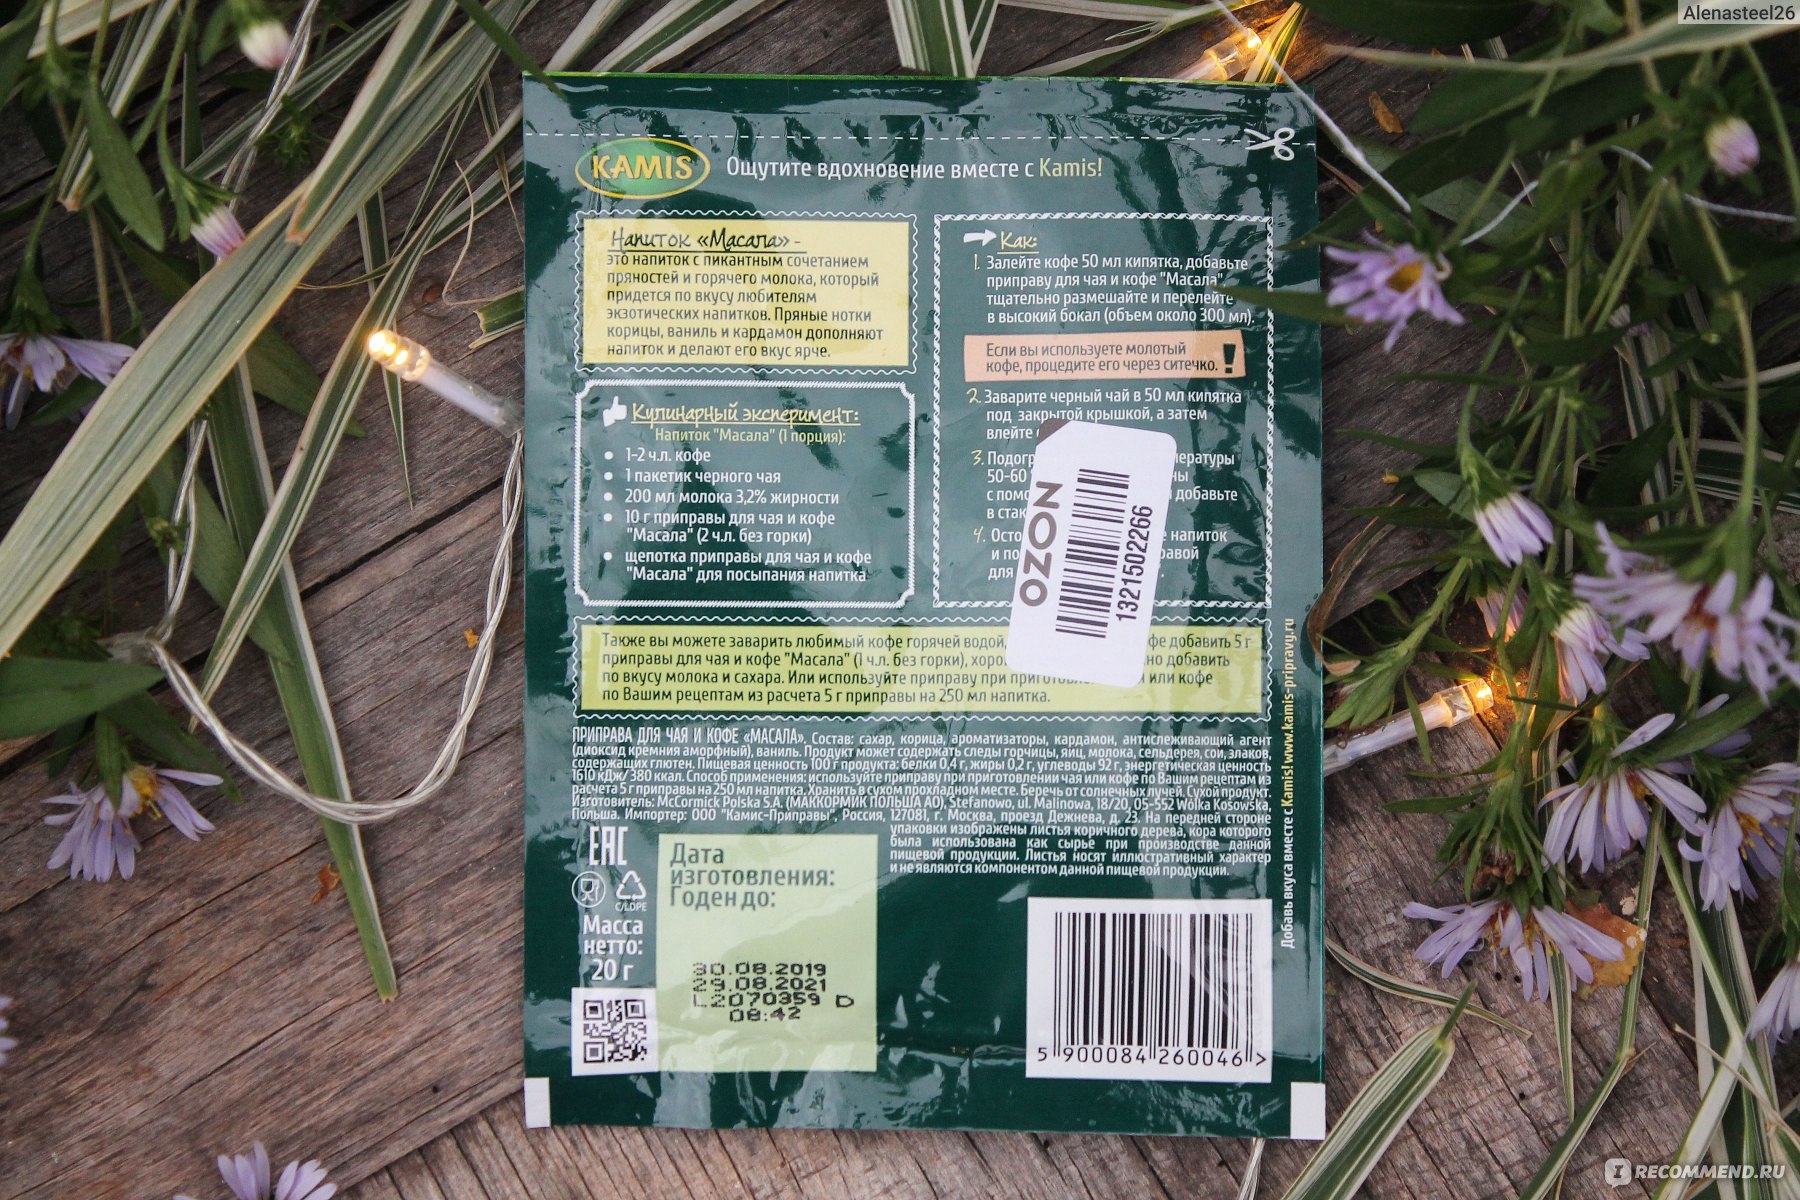 Alenasteel26
KAMIS
Ощутите вдохновение вместе с Kamis!
Напиток «Масала» -
это напиток с пикантным сочетанием
пряностей и горячего молока, который
придется по вкусу любителям
экзотических напитков. Пряные нотки
корицы, ваниль и кардамон дополняют
напиток и делают его вкус ярче.
Кулинарный эксперимент:
Напиток "Масала" (1 порция):
1-2 ч.л. кофе
1 пакетик черного чая
200 мл молока 3,2% жирности
10 г приправы для чая и кофе
"Масала" (2 ч.л. без горки)
щепотка приправы для чая и кофе
"Масала" для посыпания напитка
Как:
1. Залейте кофе 50 мл кипятка, добавьте
приправу для чая и кофе "Масала",
тщательно размешайте и перелейте
в высокий бокал (объем около 300 мл).
Если вы используете молотый
кофе, процедите его через ситечко. !
2. Заварите черный чай в 50 мл кипятка
под закрытой крышкой, а затем
влейте
3.
50-60
с добавьте
в
4. напиток
и
для
OZON
1321502266
Также вы можете заварить любимый кофе горячей водой, добавить 5 г
приправы для чая и кофе "Масала" (1 ч.л. без горки), добавить
по вкусу молока и сахара. Или используйте приправу при или кофе
по Вашим рецептам из расчета 5 г приправы на 250 мл напитка.
ПРИПРАВА ДЛЯ ЧАЯ И КОФЕ «МАСАЛА». Состав: сахар, корица, ароматизаторы, кардамон, антислеживающий агент
(диоксид кремния аморфный), ваниль. Продукт может содержать следы горчицы, яиц, молока, сельдерея, сои, злаков,
содержащих глютен. Пищевая ценность 100 г продукта: белки 0,4 г, жиры 0,2 г, углеводы 92 г, энергетическая ценность
1610 кДж/ 380 ккал. Способ применения: используйте приправу при приготовлении чая или кофе по Вашим рецептам из
расчета 5 г приправы на 250 мл напитка. Хранить в сухом прохладном месте. Беречь от солнечных лучей. Сухой продукт.
Изготовитель: McCormick Polska S.A. (МАККОРМИК ПОЛЬША АО), Stefanowo, ul. Malinowa, 18/20, 05-552 Wólka Kosowska,
Польша. Импортер: ООО "Камис-Приправы", Россия, 127081, г. Москва, проезд Дежнева, д. 23. На передней стороне
упаковки изображены листья коричного дерева, кора которого
была использована как сырье при производстве данной
пищевой продукции. Листья носят иллюстративный характер
и не являются компонентом данной пищевой продукции.
ЕАС
C/LDPE
Масса
нетто:
20 г
Дата
изготовления:
Годен до:
30.08.2019
29.08.2021
L2070359 D
08:42
5 900084 260046 >
Добавь вкуса вместе с Kamis! www.kamis-pripravy.ru
IRECOMMEND.RU